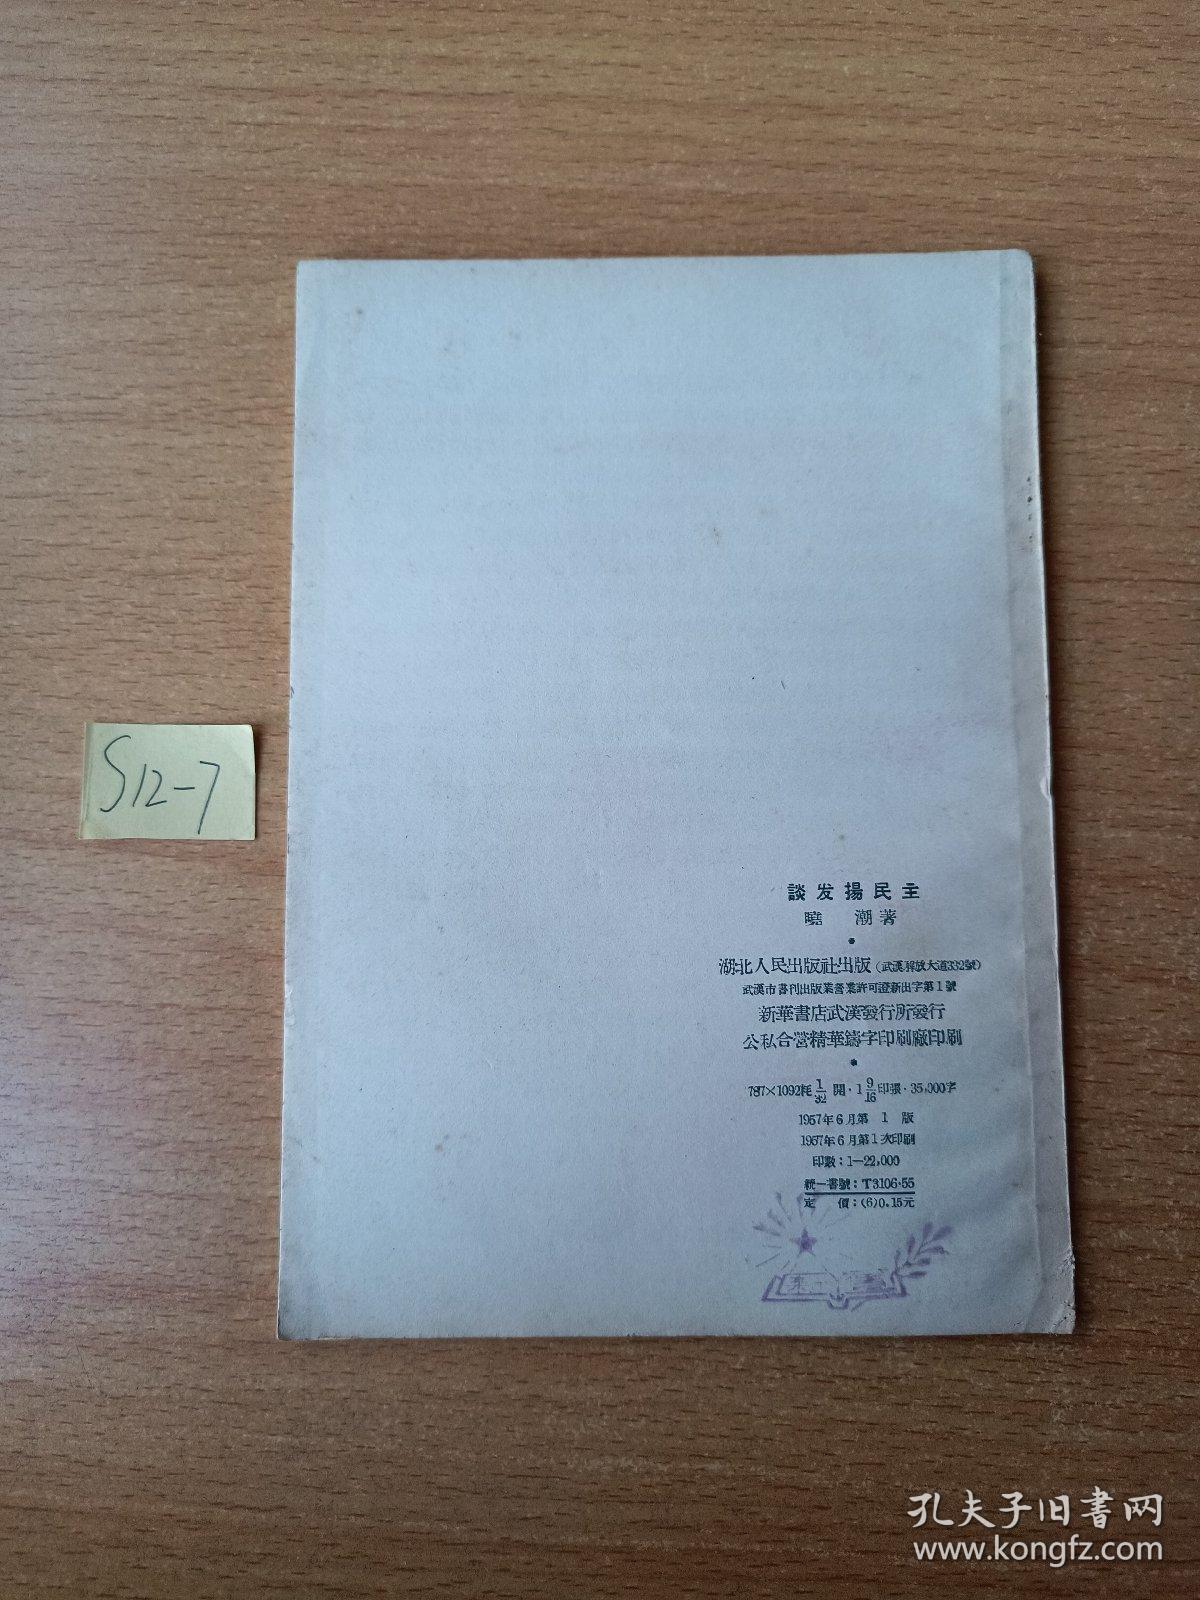 S12-7
談发揚民主
曉 潮著
湖北人民出版社出版（武漢解放大道332號）
武漢市書刊出版業營業許可證新出字第1號
新華書店武漢發行所發行
公私合營精華鑄字印刷廠印刷
787×1092耗 1/32 開·1 9/16 印張·35,000字
1957年6月第1版
1957年6月第1次印刷
印數：1—22,000
統一書號：T3106·55
定 價：(6)0.15元
孔夫子旧書网
www.kongfz.com